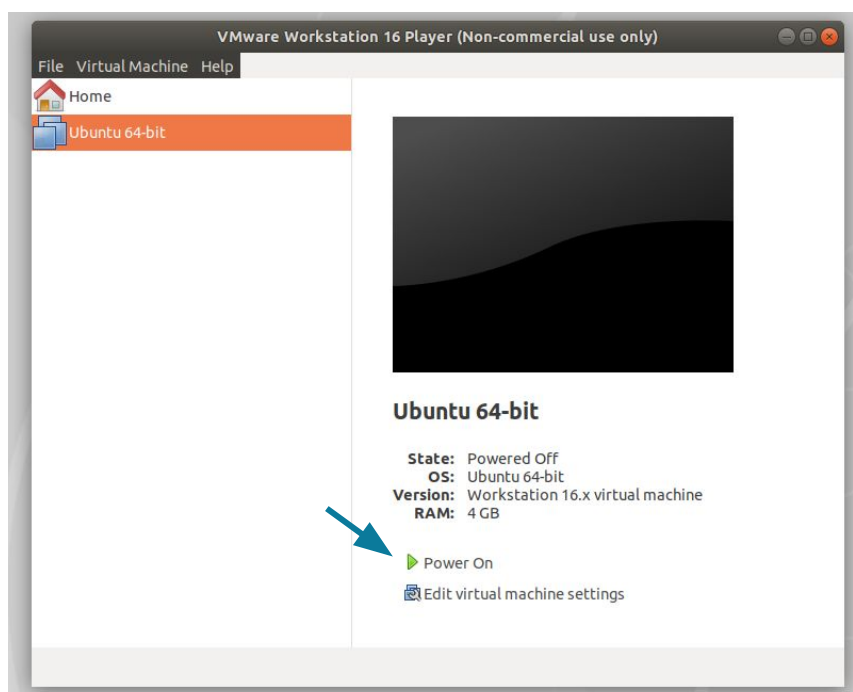 VMware Workstation 16 Player (Non-commercial use only)
File Virtual Machine Help
Home
Ubuntu 64-bit
Ubuntu 64-bit
State: Powered Off
OS: Ubuntu 64-bit
Version: Workstation 16.x virtual machine
RAM: 4 GB
Power On
Edit virtual machine settings